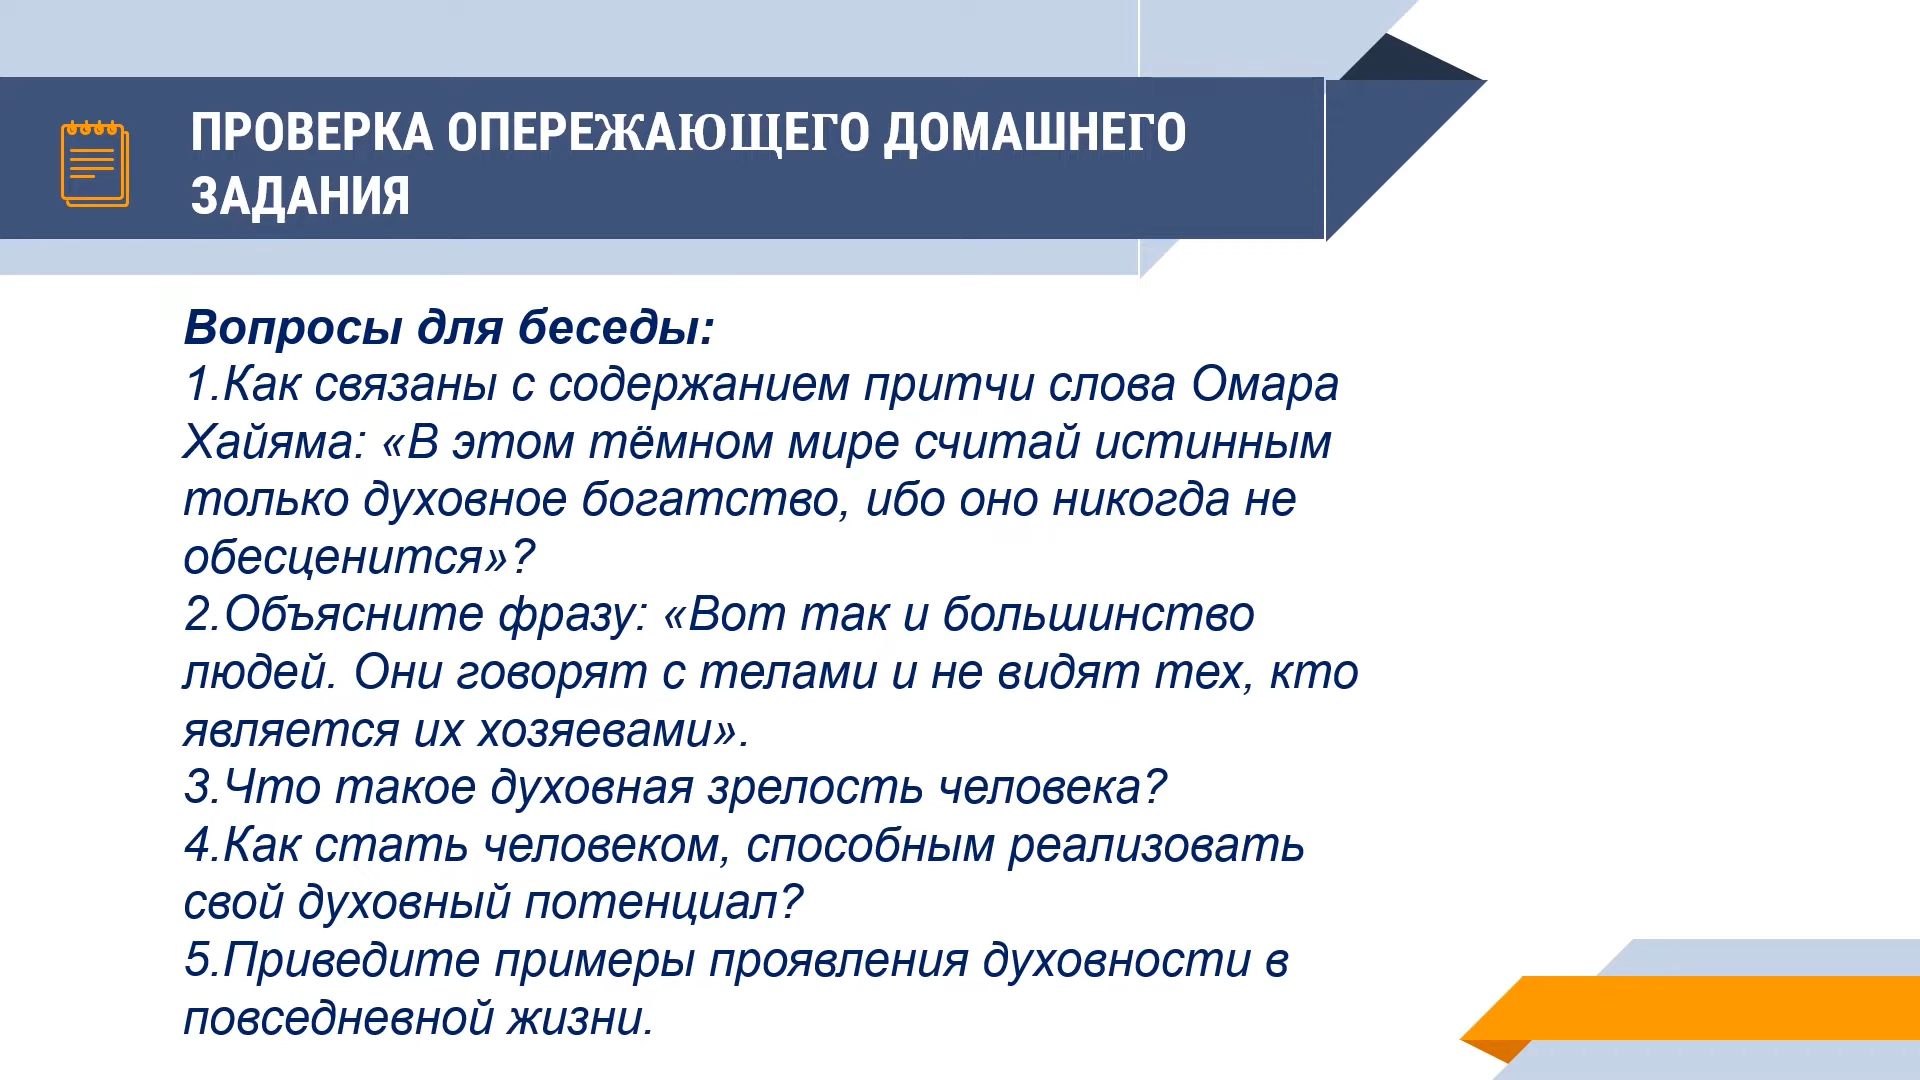 ПРОВЕРКА ОПЕРЕЖАЮЩЕГО ДОМАШНЕГО
ЗАДАНИЯ
Вопросы для беседы:
1.Как связаны с содержанием притчи слова Омара
Хайяма: «В этом тёмном мире считай истинным
только духовное богатство, ибо оно никогда не
обесценится»?
2.Объясните фразу: «Вот так и большинство
людей. Они говорят с телами и не видят тех, кто
является их хозяевами».
3.Что такое духовная зрелость человека?
4.Как стать человеком, способным реализовать
свой духовный потенциал?
5.Приведите примеры проявления духовности в
повседневной жизни.